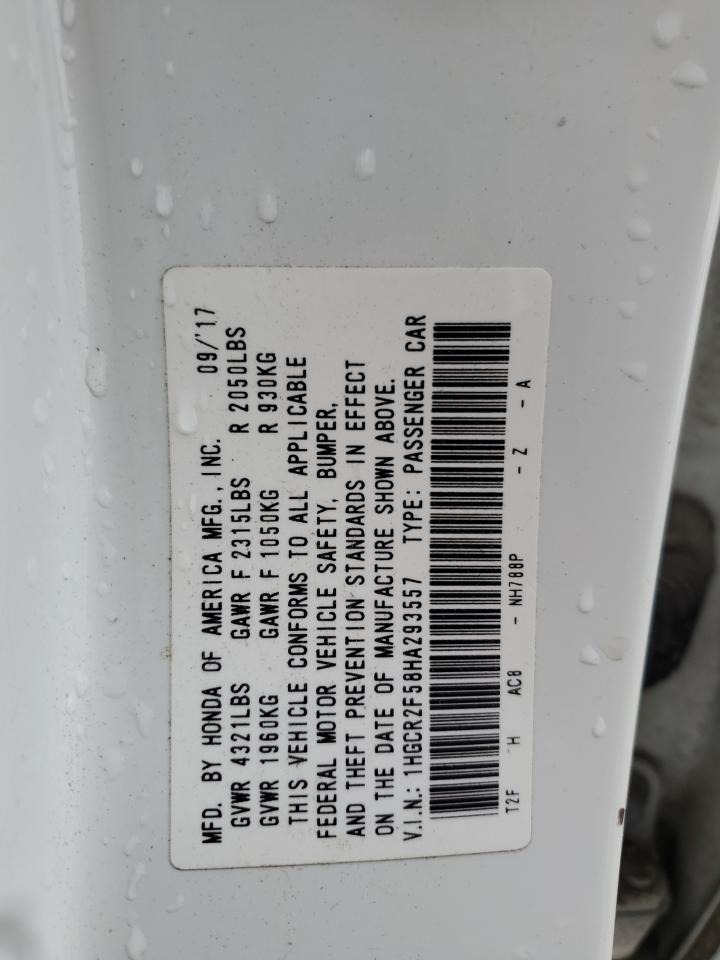 MFD. BY HONDA OF AMERICA MFG., INC. 09/'17
GVWR 4321LBS GAWR F 2315LBS R 2050LBS
GVWR 1960KG GAWR F 1050KG R 930KG
THIS VEHICLE CONFORMS TO ALL APPLICABLE
FEDERAL MOTOR VEHICLE SAFETY, BUMPER,
AND THEFT PREVENTION STANDARDS IN EFFECT
ON THE DATE OF MANUFACTURE SHOWN ABOVE.
V.I.N.: 1HGCR2F58HA293557 TYPE: PASSENGER CAR
T2F H AC8 - NH788P - Z - A